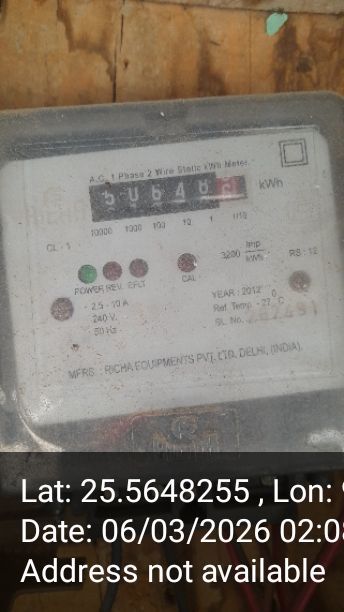 A.C. 1 Phase 2 Wire Static kWh Meter
kWh
10000 1000 100 10 1 1/10
CL : 1
3200 imp/kWh
RS : 12
POWER REV. EFLT
CAL
2.5 - 10 A
240 V.
50 Hz
YEAR : 2012
Ref. Temp - 27°C
SL. No.
MFRS : RICHA EQUIPMENTS PVT. LTD. DELHI, (INDIA).
Lat: 25.5648255 , Lon:
Date: 06/03/2026 02:08
Address not available